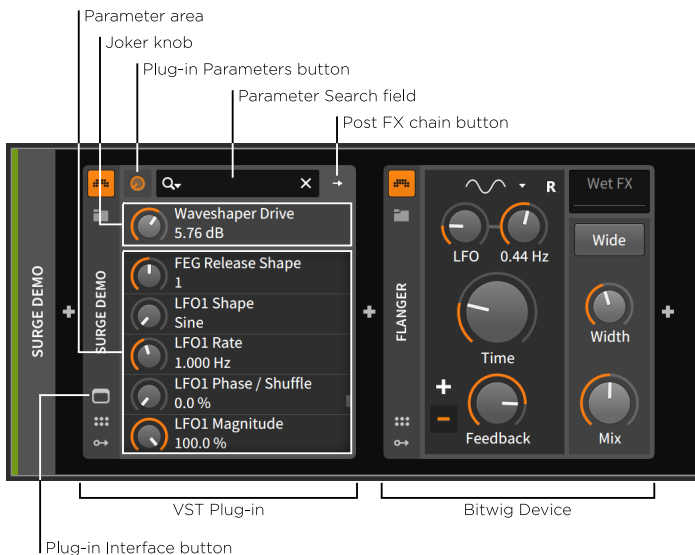 Parameter area
Joker knob
Plug-in Parameters button
Parameter Search field
Post FX chain button
SURGE DEMO
SURGE DEMO
Waveshaper Drive
5.76 dB
FEG Release Shape
1
LFO1 Shape
Sine
LFO1 Rate
1.000 Hz
LFO1 Phase / Shuffle
0.0 %
LFO1 Magnitude
100.0 %
FLANGER
R
LFO
0.44 Hz
Time
Feedback
Wet FX
Wide
Width
Mix
VST Plug-in
Bitwig Device
Plug-in Interface button